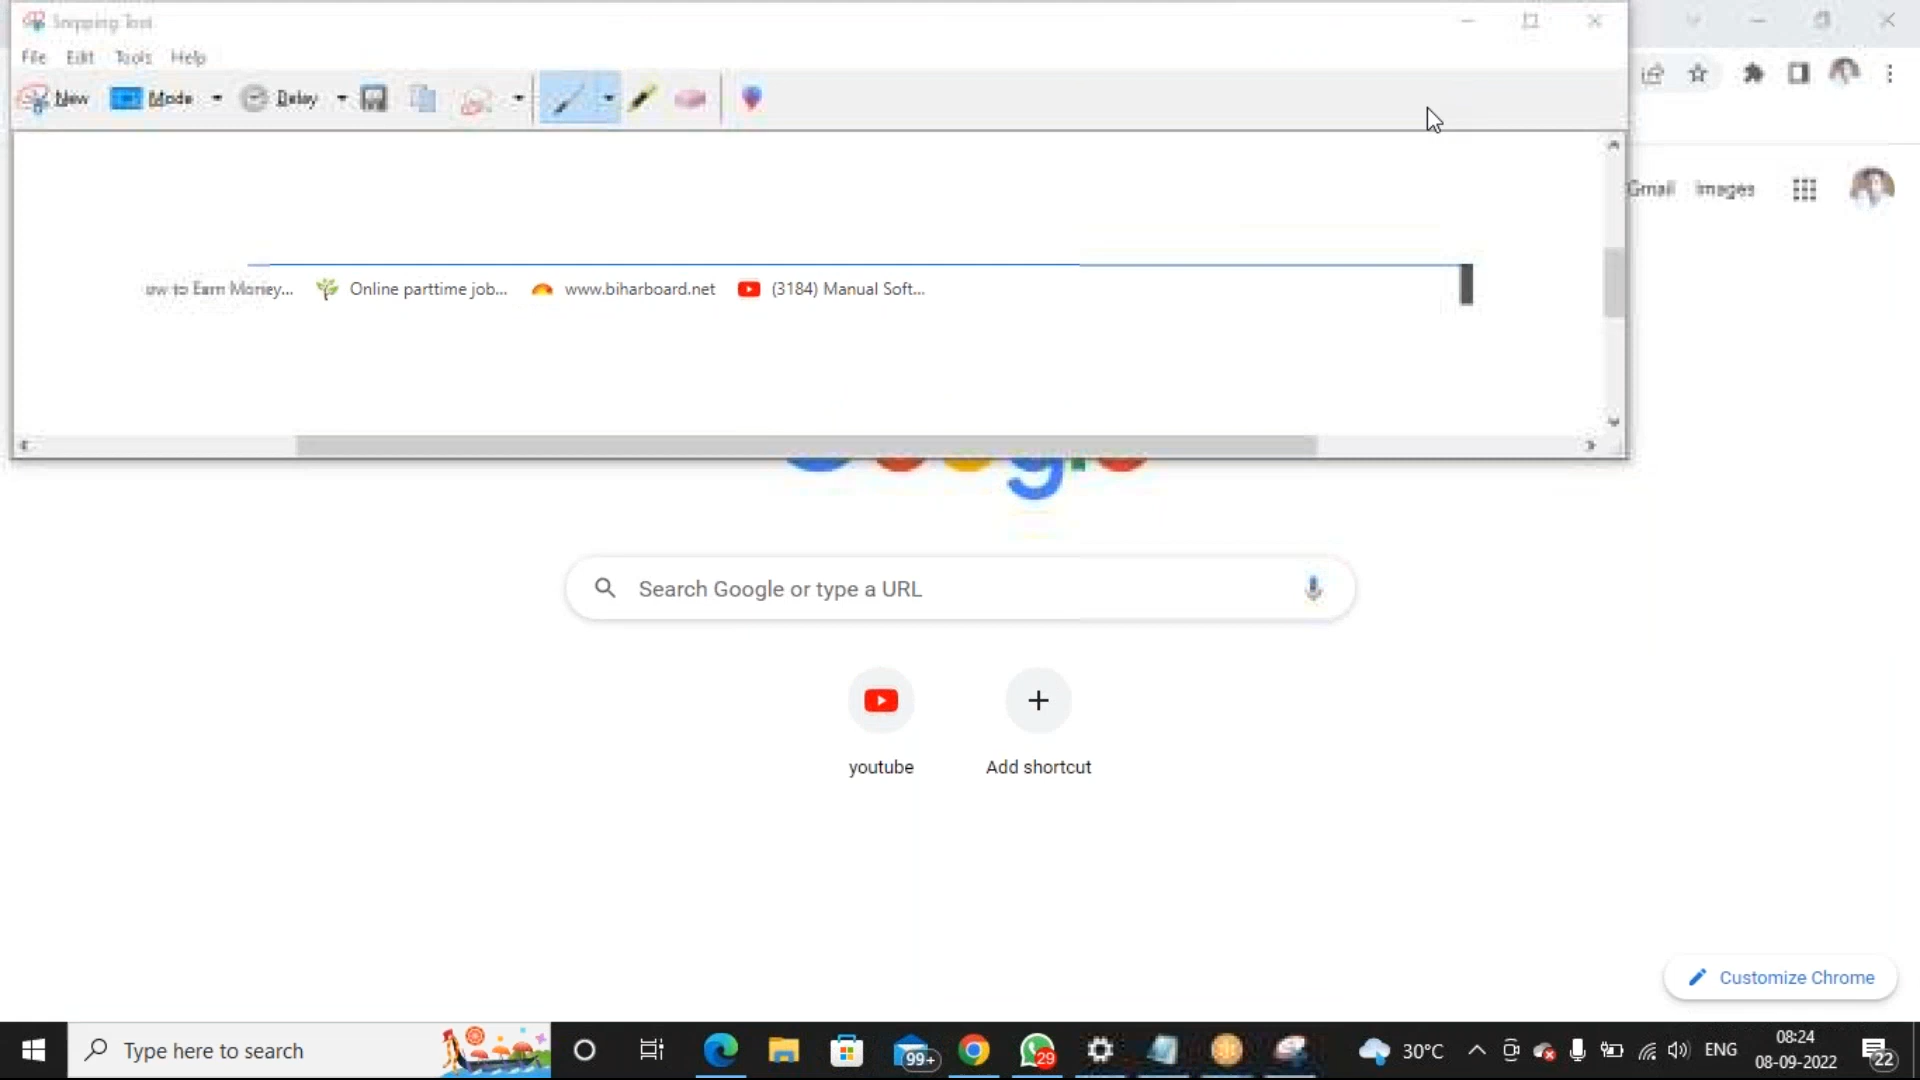 Snipping Tool
File Edit Tools Help
New Mode Delay
Gmail Images
ow to Earn Money... Online parttime job... www.biharboard.net (3184) Manual Soft...
Search Google or type a URL
youtube Add shortcut
Customize Chrome
Type here to search 99+ 29 30°C ENG 08:24
08-09-2022 22